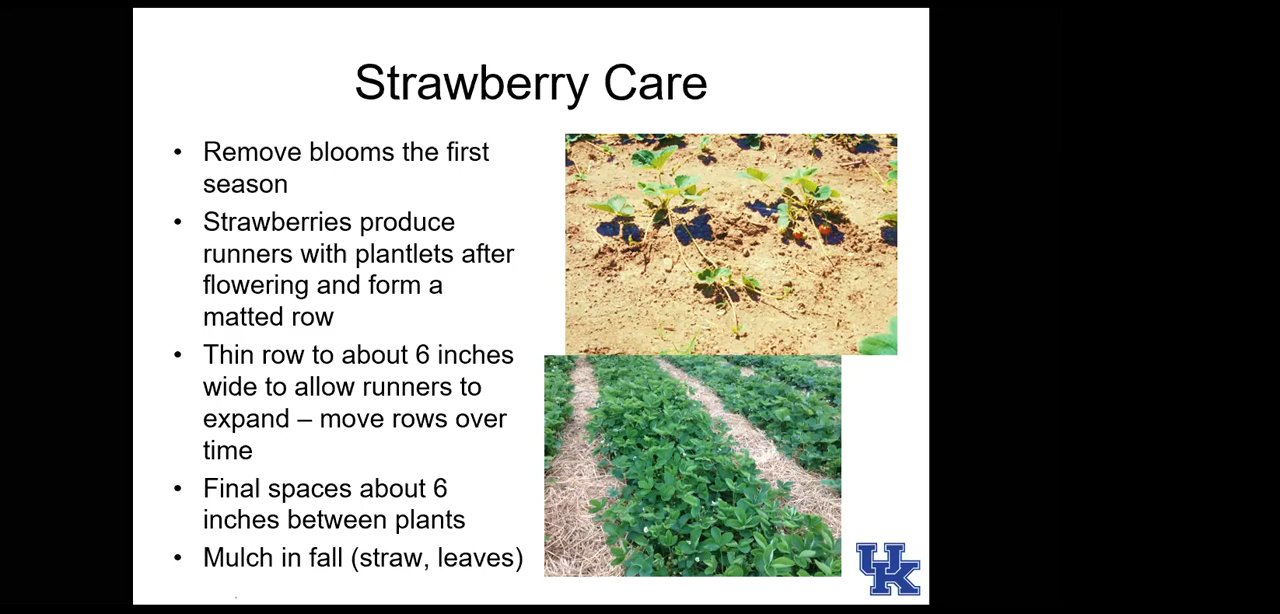 Strawberry Care
• Remove blooms the first
season
• Strawberries produce
runners with plantlets after
flowering and form a
matted row
• Thin row to about 6 inches
wide to allow runners to
expand – move rows over
time
• Final spaces about 6
inches between plants
• Mulch in fall (straw, leaves)
UK